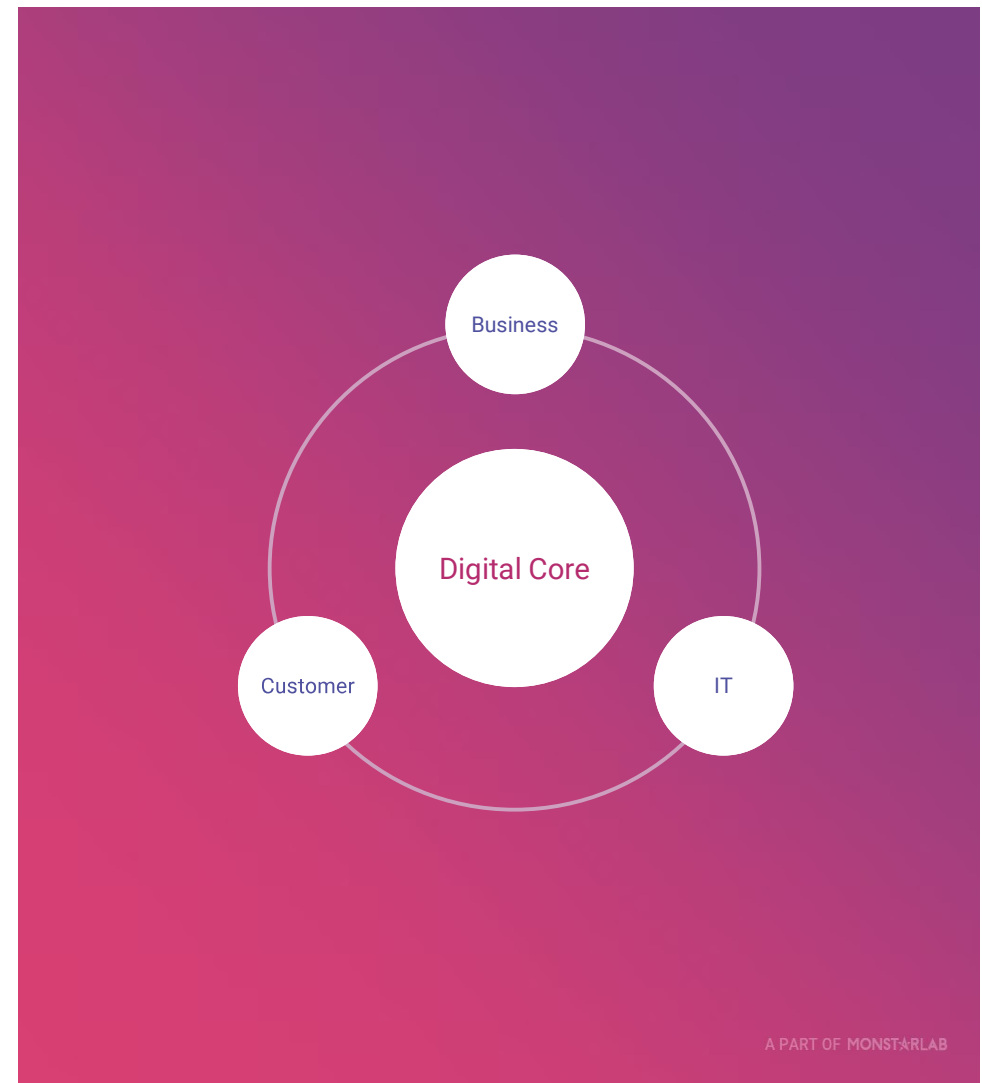 Business
Digital Core
Customer
IT
A PART OF MONSTARLAB